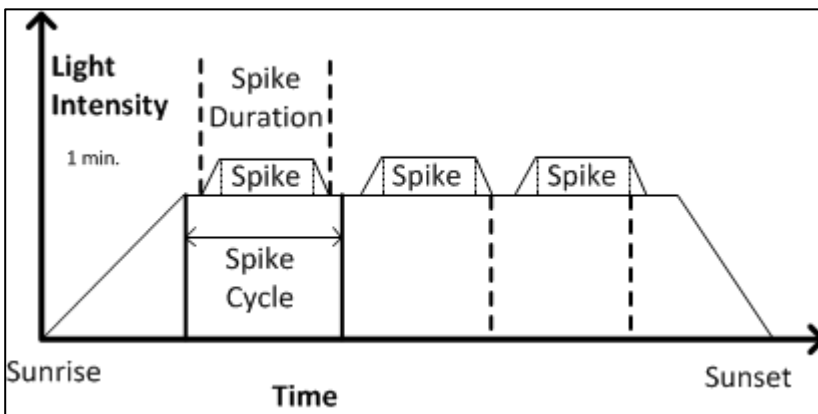 Light
Intensity
1 min.
Spike
Duration
Spike
Spike
Spike
Spike
Cycle
Sunrise
Time
Sunset